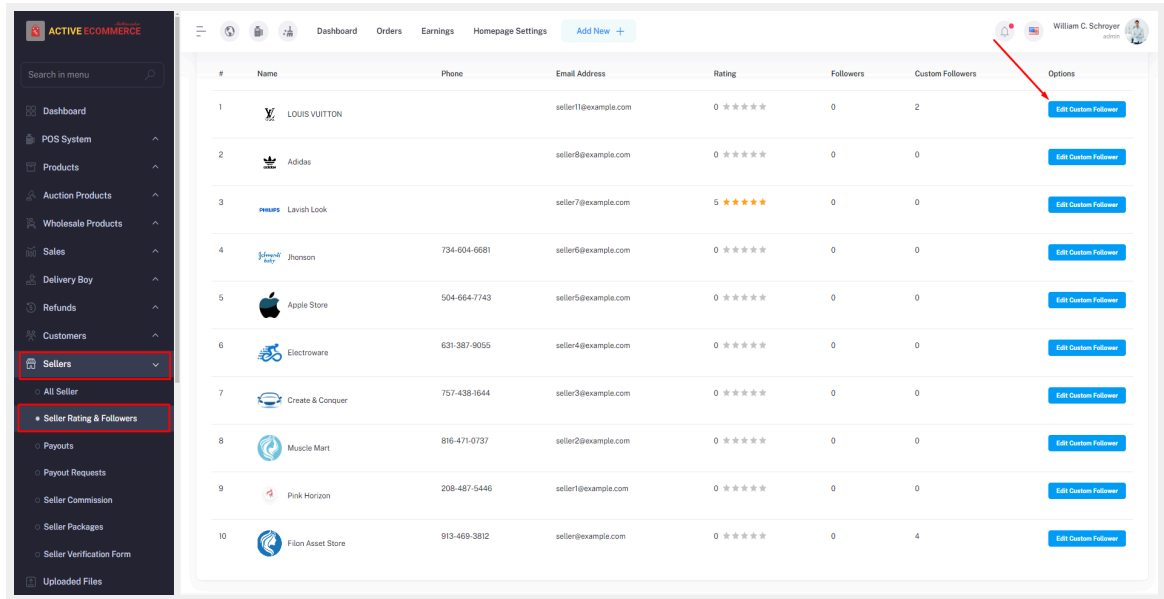 ACTIVE ECOMMERCE
Dashboard Orders Earnings Homepage Settings Add New +
William C. Schroyer
admin
Search in menu
Dashboard
POS System
Products
Auction Products
Wholesale Products
Sales
Delivery Boy
Refunds
Customers
Sellers
All Seller
Seller Rating & Followers
Payouts
Payout Requests
Seller Commission
Seller Packages
Seller Verification Form
Uploaded Files
# Name Phone Email Address Rating Followers Custom Followers Options
1 LOUIS VUITTON seller11@example.com 0 0 2 Edit Custom Follower
2 Adidas seller8@example.com 0 0 0 Edit Custom Follower
3 PHILIPS Lavish Look seller7@example.com 5 0 0 Edit Custom Follower
4 Jhonson 734-604-6681 seller6@example.com 0 0 0 Edit Custom Follower
5 Apple Store 504-664-7743 seller5@example.com 0 0 0 Edit Custom Follower
6 Electroware 631-387-9055 seller4@example.com 0 0 0 Edit Custom Follower
7 Create & Conquer 757-438-1644 seller3@example.com 0 0 0 Edit Custom Follower
8 Muscle Mart 816-471-0737 seller2@example.com 0 0 0 Edit Custom Follower
9 Pink Horizon 208-487-5446 seller1@example.com 0 0 0 Edit Custom Follower
10 Filon Asset Store 913-469-3812 seller@example.com 0 0 4 Edit Custom Follower